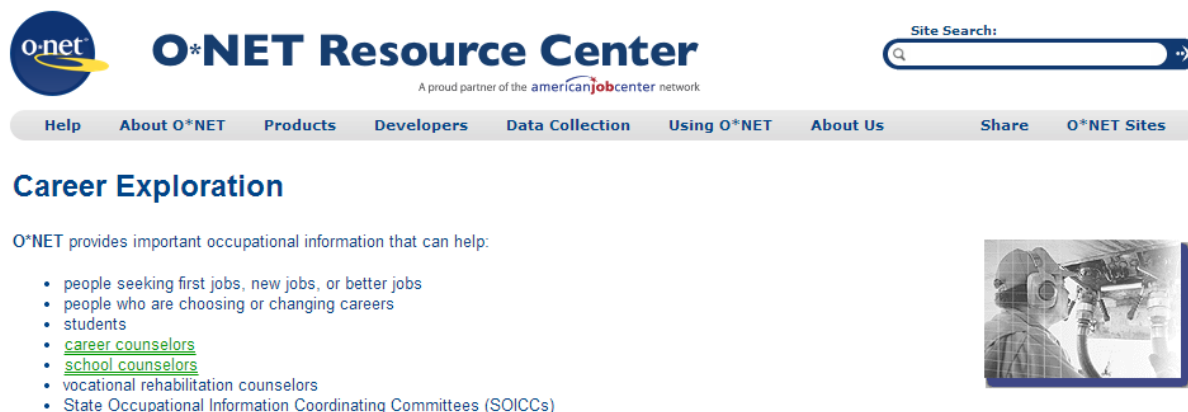 o·net
O*NET Resource Center
A proud partner of the americanjobcenter network
Site Search:
Help About O*NET Products Developers Data Collection Using O*NET About Us Share O*NET Sites
Career Exploration
O*NET provides important occupational information that can help:
• people seeking first jobs, new jobs, or better jobs
• people who are choosing or changing careers
• students
• career counselors
• school counselors
• vocational rehabilitation counselors
• State Occupational Information Coordinating Committees (SOICCs)